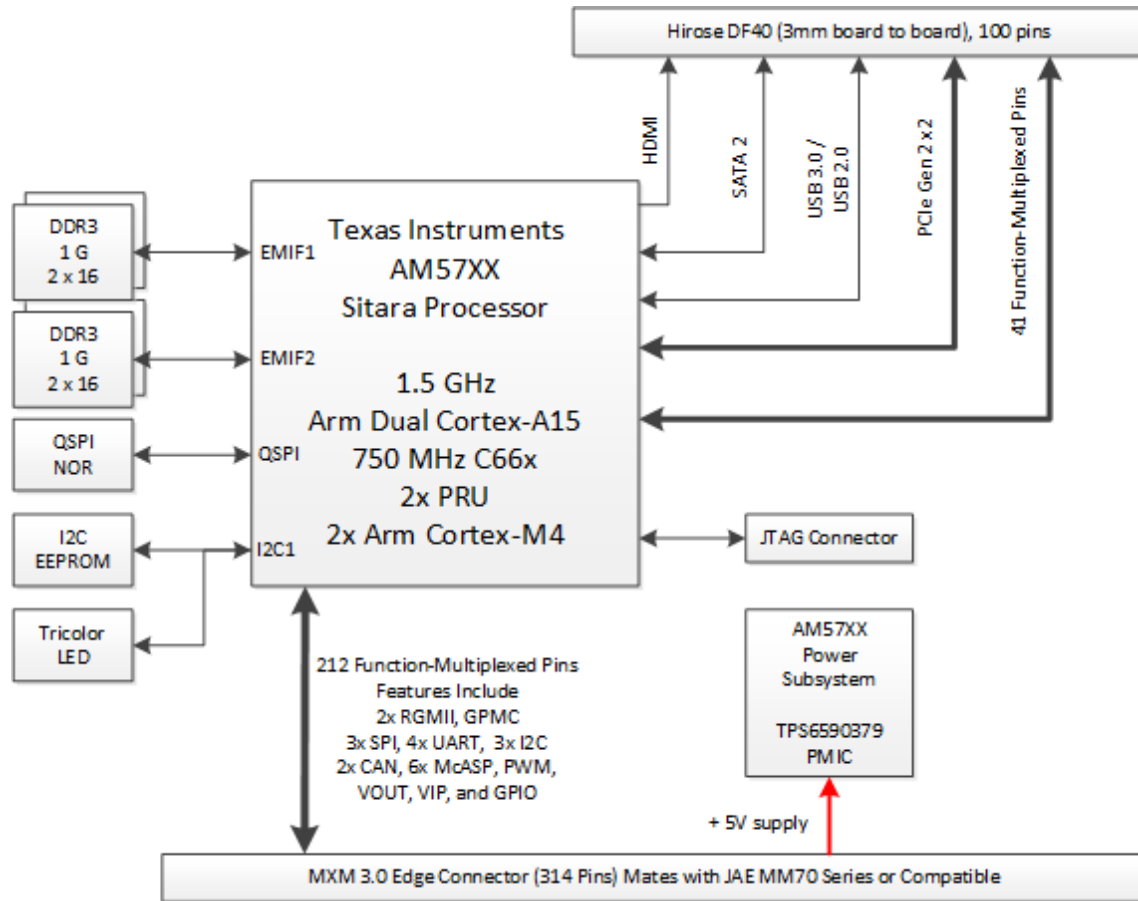 Hirose DF40 (3mm board to board), 100 pins
HDMI
SATA 2
USB 3.0 /
USB 2.0
PCIe Gen 2 x 2
41 Function-Multiplexed Pins
DDR3
1 G
2 x 16
DDR3
1 G
2 x 16
QSPI
NOR
I2C
EEPROM
Tricolor
LED
EMIF1
EMIF2
QSPI
I2C1
Texas Instruments
AM57XX
Sitara Processor
1.5 GHz
Arm Dual Cortex-A15
750 MHz C66x
2x PRU
2x Arm Cortex-M4
JTAG Connector
AM57XX
Power
Subsystem
TPS6590379
PMIC
+ 5V supply
212 Function-Multiplexed Pins
Features Include
2x RGMII, GPMC
3x SPI, 4x UART, 3x I2C
2x CAN, 6x McASP, PWM,
VOUT, VIP, and GPIO
MXM 3.0 Edge Connector (314 Pins) Mates with JAE MM70 Series or Compatible